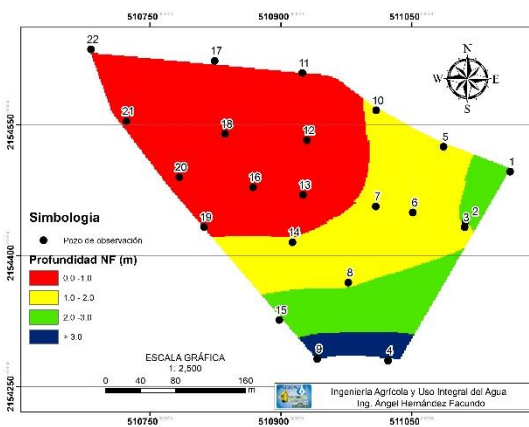 510750 510900 511050
22
17
11
N
W E
S
10
21
2154550
18
12
5
1
20
16
13
7
6
2
3
19
14
Simbología
Pozo de observación
2154400
8
Profundidad NF (m)
0.0 -1.0
1.0 - 2.0
2.0 -3.0
> 3.0
15
9
4
ESCALA GRÁFICA
1: 2,500
0 40 80 160
m
2154250
Ingeniería Agrícola y Uso Integral del Agua
Ing. Ángel Hernández Facundo
510750 510900 511050